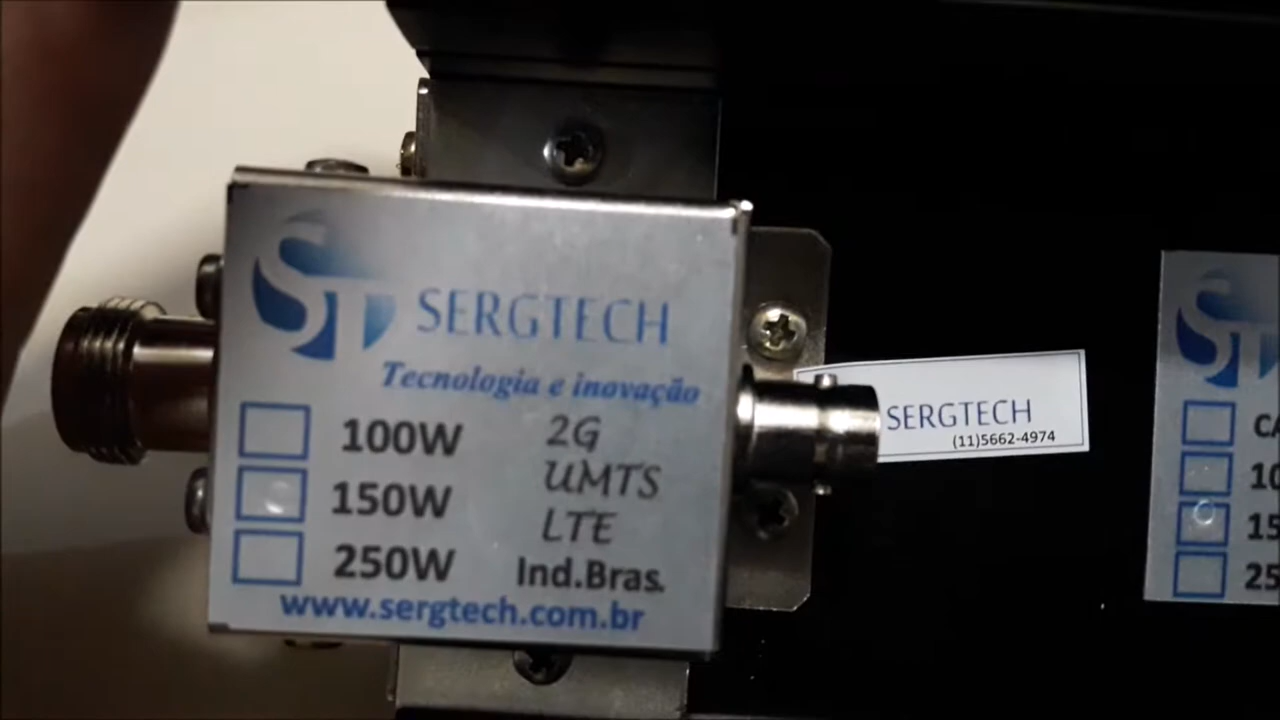 ST SERGTECH
Tecnologia e inovação
100W 2G
150W UMTS
250W LTE
Ind.Bras.
www.sergtech.com.br
SERGTECH
(11)5662-4974
ST